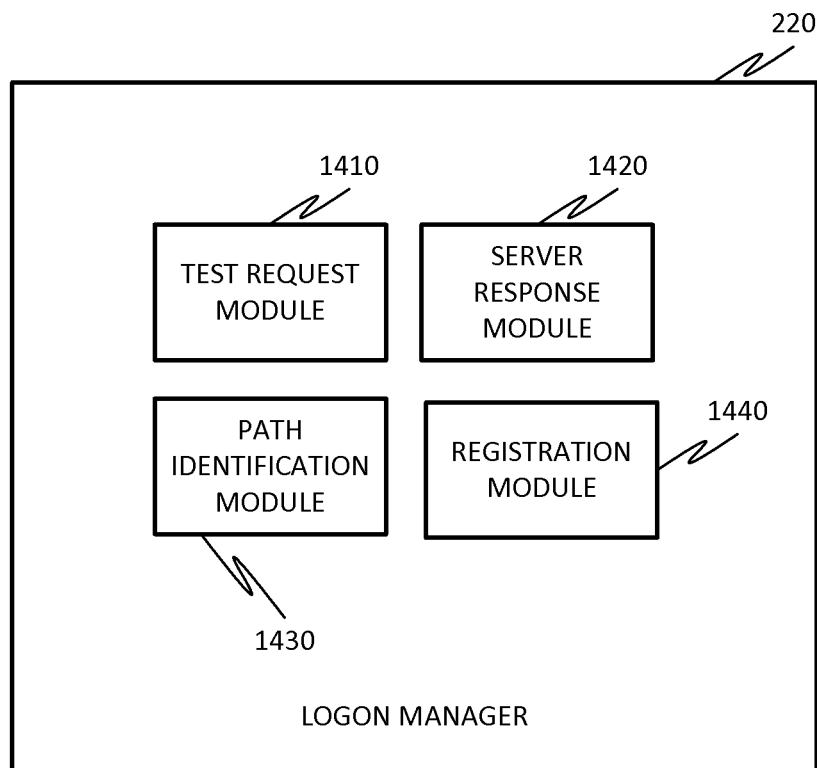 220
1410
1420
TEST REQUEST
MODULE
SERVER
RESPONSE
MODULE
PATH
IDENTIFICATION
MODULE
1440
REGISTRATION
MODULE
1430
LOGON MANAGER